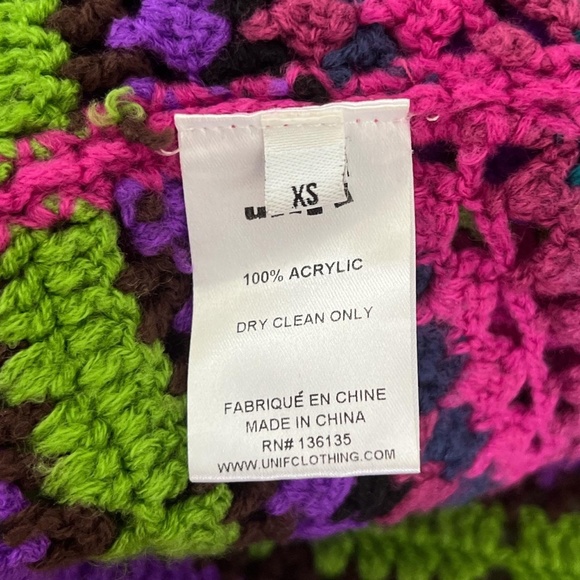 XS
100% ACRYLIC
DRY CLEAN ONLY
FABRIQUÉ EN CHINE
MADE IN CHINA
RN# 136135
WWW.UNIFCLOTHING.COM